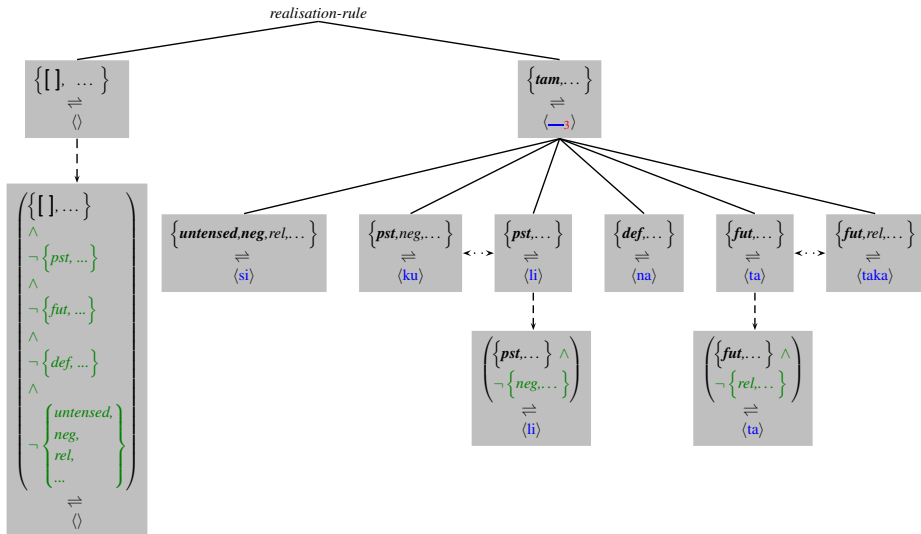 realisation-rule
{[ ], ... }
⇌
⟨⟩
{tam,... }
⇌
⟨—3⟩
({[ ], ... }
∧
¬ {pst, ...}
∧
¬ {fut, ...}
∧
¬ {def, ...}
∧
¬ {untensed,
neg,
rel,
...})
⇌
⟨⟩
{untensed,neg,rel,... }
⇌
⟨si⟩
{pst,neg,... }
⇌
⟨ku⟩
{pst,... }
⇌
⟨li⟩
{def,... }
⇌
⟨na⟩
{fut,... }
⇌
⟨ta⟩
{fut,rel,... }
⇌
⟨taka⟩
({pst,... } ∧
¬ {neg,... })
⇌
⟨li⟩
({fut,... } ∧
¬ {rel,... })
⇌
⟨ta⟩